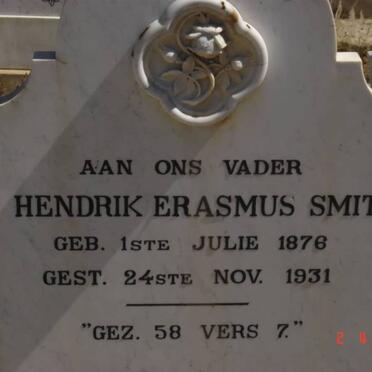 AAN ONS VADER
HENDRIK ERASMUS SMIT
GEB. 1STE JULIE 1876
GEST. 24STE NOV. 1931
"GEZ. 58 VERS 7."